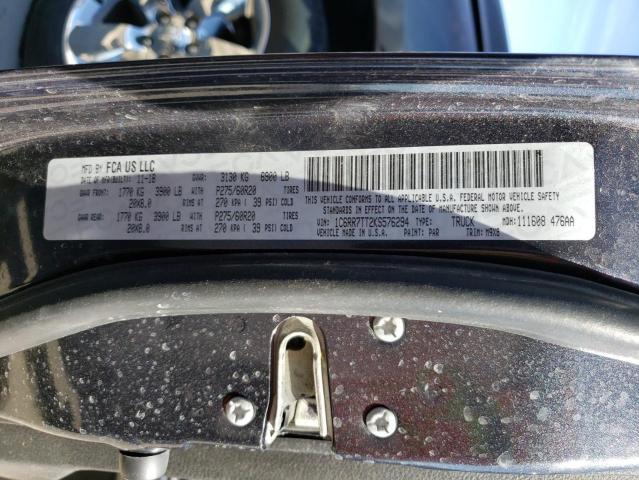 MFD BY FCA US LLC
DATE OF MFR(BUILT) 11-18 GVWR: 3130 KG 6900 LB
GAWR FRONT: 1770 KG 3900 LB WITH P275/60R20 TIRES
20X8.0 RIMS AT 270 KPA ( 39 PSI) COLD
GAWR REAR: 1770 KG 3900 LB WITH P275/60R20 TIRES
20X8.0 RIMS AT 270 KPA ( 39 PSI) COLD
THIS VEHICLE CONFORMS TO ALL APPLICABLE U.S.A. FEDERAL MOTOR VEHICLE SAFETY
STANDARDS IN EFFECT ON THE DATE OF MANUFACTURE SHOWN ABOVE.
VIN: 1C6RR7TT2KS576294 TYPE: TRUCK MDH: 111608 476AA
VEHICLE MADE IN U.S.A. PAINT: PAR TRIM: M9X8